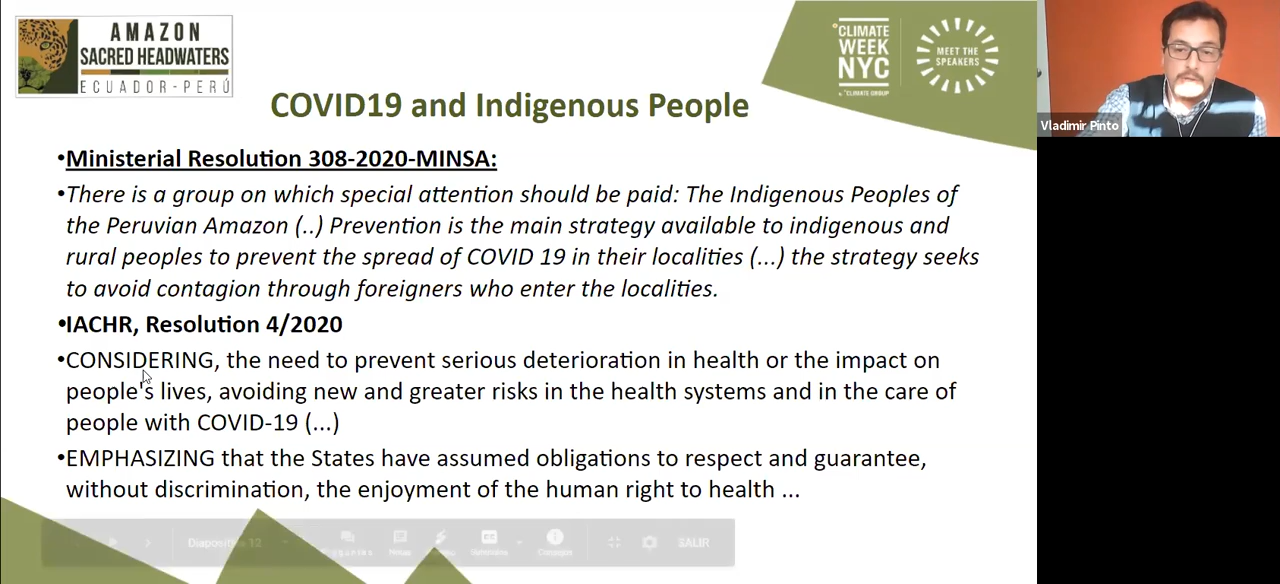 AMAZON
SACRED HEADWATERS
ECUADOR-PERÚ
CLIMATE
WEEK
NYC
°CLIMATE GROUP
MEET THE
SPEAKERS
Vladimir Pinto
COVID19 and Indigenous People
•Ministerial Resolution 308-2020-MINSA:
•There is a group on which special attention should be paid: The Indigenous Peoples of
the Peruvian Amazon (..) Prevention is the main strategy available to indigenous and
rural peoples to prevent the spread of COVID 19 in their localities (...) the strategy seeks
to avoid contagion through foreigners who enter the localities.
•IACHR, Resolution 4/2020
•CONSIDERING, the need to prevent serious deterioration in health or the impact on
people's lives, avoiding new and greater risks in the health systems and in the care of
people with COVID-19 (...)
•EMPHASIZING that the States have assumed obligations to respect and guarantee,
without discrimination, the enjoyment of the human right to health ...
Diapositiva 12
Notas
SALIR